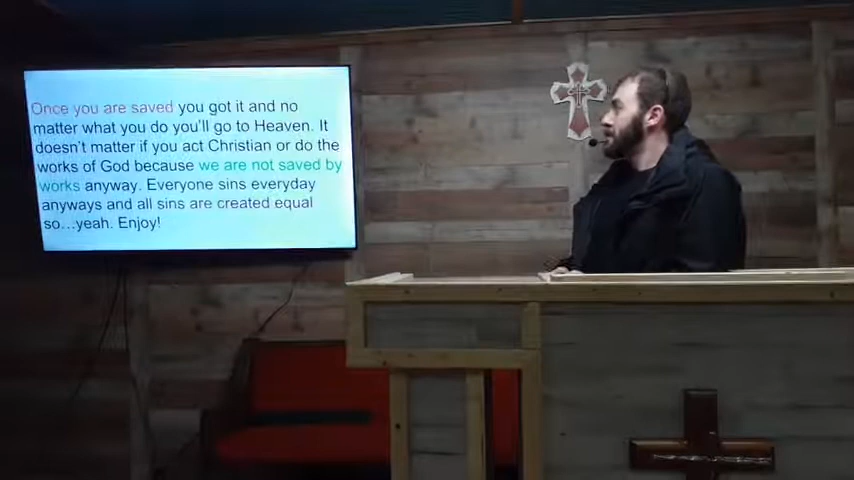 Once you are saved you got it and no
matter what you do you'll go to Heaven. It
doesn't matter if you act Christian or do the
works of God because we are not saved by
works anyway. Everyone sins everyday
anyways and all sins are created equal
so…yeah. Enjoy!